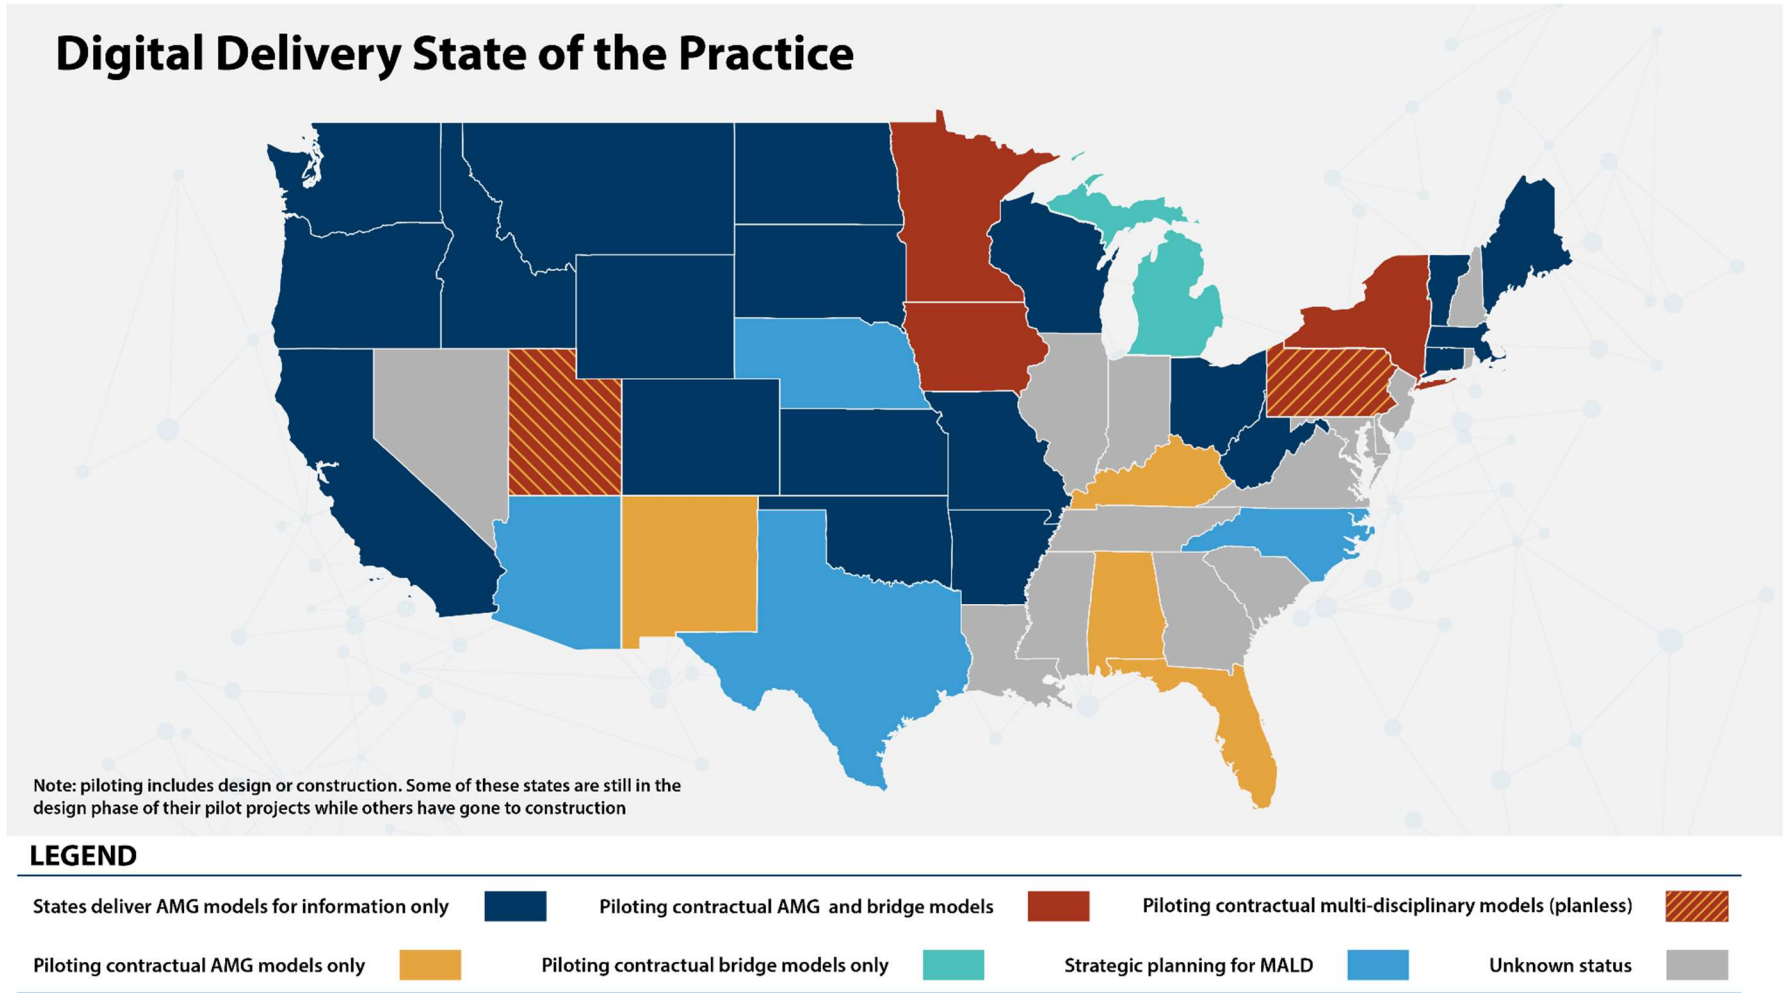 Digital Delivery State of the Practice
Note: piloting includes design or construction. Some of these states are still in the
design phase of their pilot projects while others have gone to construction
LEGEND
States deliver AMG models for information only
Piloting contractual AMG and bridge models
Piloting contractual multi-disciplinary models (planless)
Piloting contractual AMG models only
Piloting contractual bridge models only
Strategic planning for MALD
Unknown status